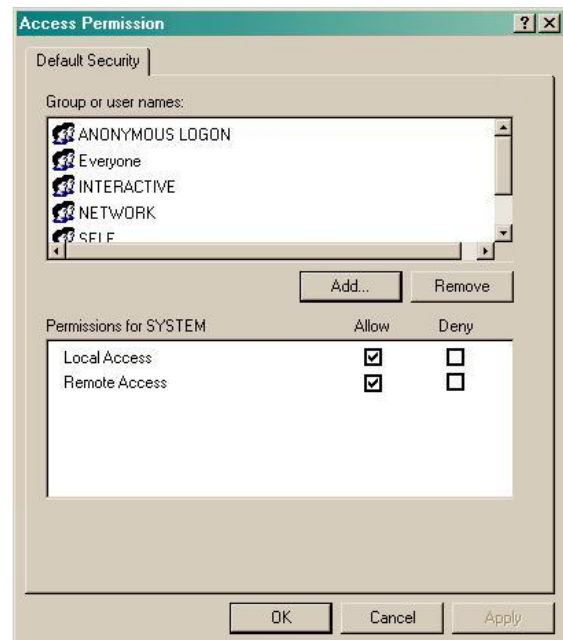 Access Permission
Default Security
Group or user names:
ANONYMOUS LOGON
Everyone
INTERACTIVE
NETWORK
SELF
Add... Remove
Permissions for SYSTEM Allow Deny
Local Access
Remote Access
OK Cancel Apply